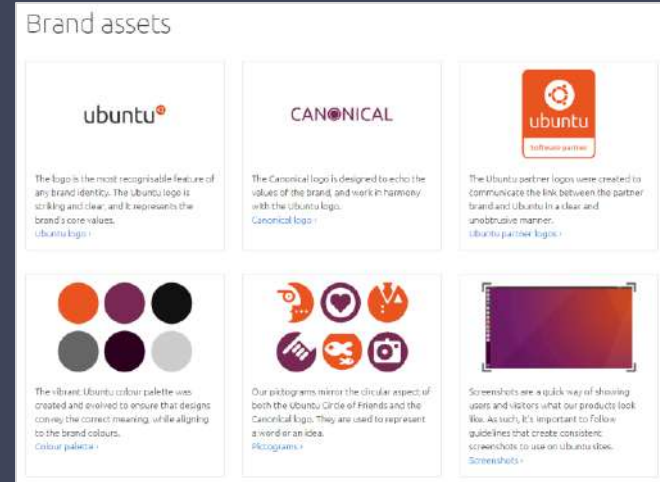 Brand assets
ubuntu
The logo is the most recognisable feature of
any brand identity. The Ubuntu logo is
striking and clear, and it represents the
brand's core values.
Ubuntu logo ›
CANONICAL
The Canonical logo is designed to echo the
values of the brand, and work in harmony
with the Ubuntu logo.
Canonical logo ›
ubuntu
software partner
The Ubuntu partner logos were created to
communicate the link between the partner
brand and Ubuntu in a clear and
unobtrusive manner.
Ubuntu partner logos ›
The vibrant Ubuntu colour palette was
created and evolved to ensure that designs
convey the correct meaning, while aligning
to the brand colours.
Colour palette ›
Our pictograms mirror the circular aspect of
both the Ubuntu Circle of Friends and the
Canonical logo. They are used to represent
a word or an idea.
Pictograms ›
Screenshots are a quick way of showing
users and visitors what our products look
like. As such, it's important to follow
guidelines that create consistent
screenshots to use on Ubuntu sites.
Screenshots ›